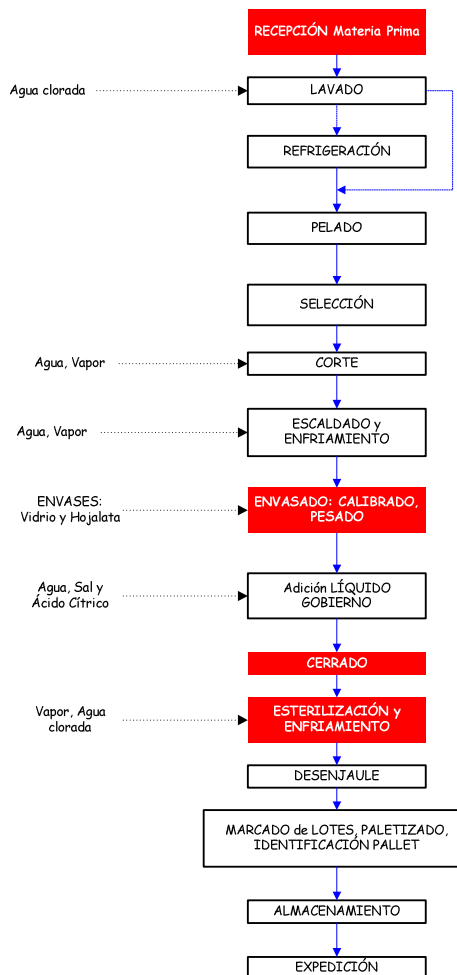 RECEPCIÓN Materia Prima
Agua clorada
LAVADO
REFRIGERACIÓN
PELADO
SELECCIÓN
Agua, Vapor
CORTE
Agua, Vapor
ESCALDADO y
ENFRIAMIENTO
ENVASES:
Vidrio y Hojalata
ENVASADO: CALIBRADO,
PESADO
Agua, Sal y
Ácido Cítrico
Adición LÍQUIDO
GOBIERNO
CERRADO
Vapor, Agua
clorada
ESTERILIZACIÓN y
ENFRIAMIENTO
DESENJAULE
MARCADO de LOTES, PALETIZADO,
IDENTIFICACIÓN PALLET
ALMACENAMIENTO
EXPEDICIÓN